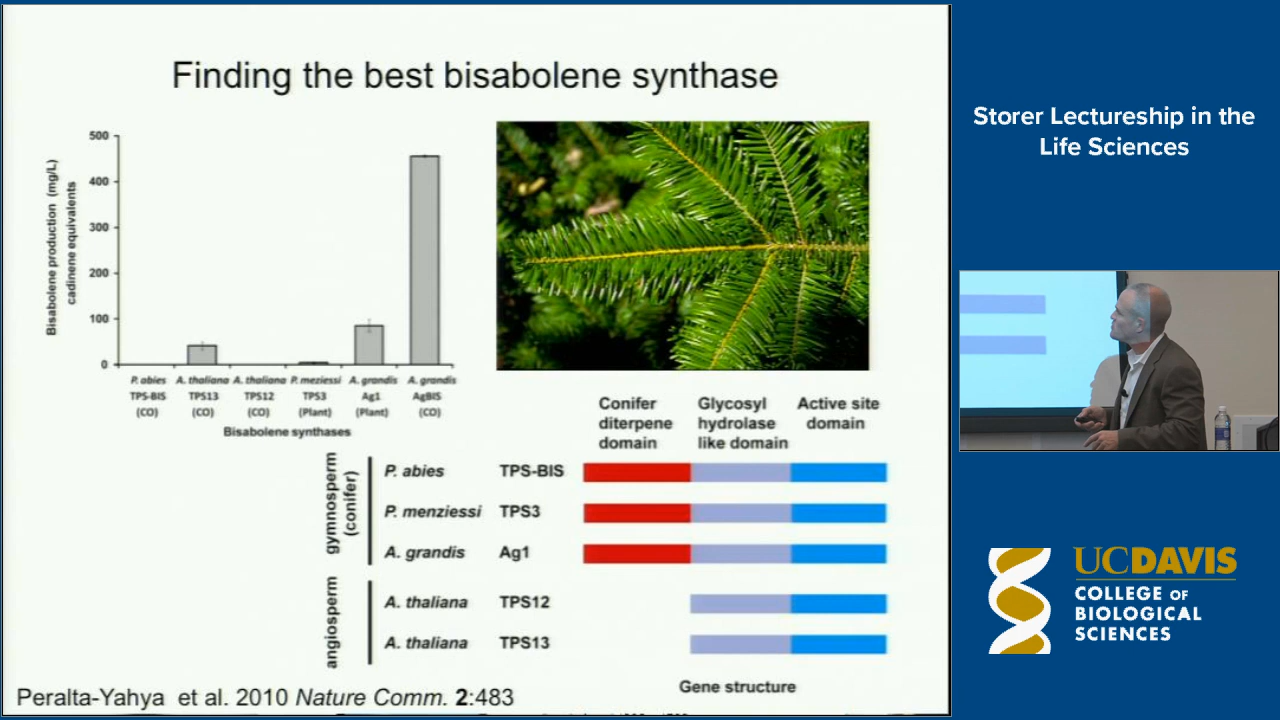 Finding the best bisabolene synthase
500
400
300
200
100
0
Bisabolene production (mg/L)
cadinene equivalents
P. abies A. thaliana A. thaliana P. meziessi A. grandis A. grandis
TPS-BIS TPS13 TPS12 TPS3 Ag1 AgBIS
(CO) (CO) (CO) (Plant) (Plant) (CO)
Bisabolene synthases
Conifer
diterpene
domain
Glycosyl
hydrolase
like domain
Active site
domain
gymnosperm
(conifer)
P. abies TPS-BIS
P. menziessi TPS3
A. grandis Ag1
angiosperm
A. thaliana TPS12
A. thaliana TPS13
Gene structure
Peralta-Yahya et al. 2010 Nature Comm. 2:483
Storer Lectureship in the
Life Sciences
UCDAVIS
COLLEGE OF
BIOLOGICAL
SCIENCES